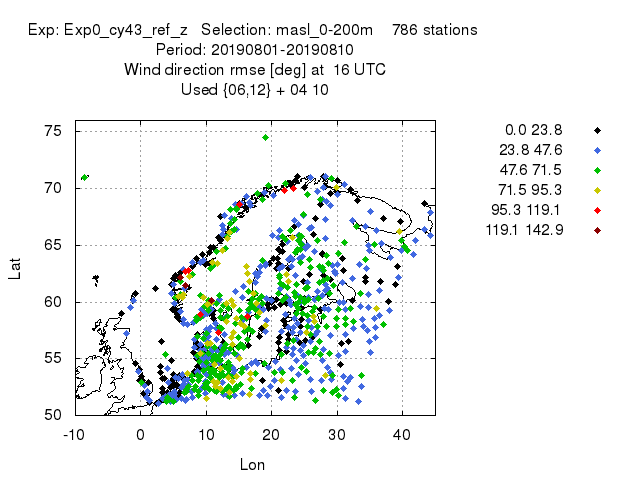 Exp: Exp0_cy43_ref_z   Selection: masl_0-200m    786 stations
Period: 20190801-20190810
Wind direction rmse [deg] at  16 UTC
Used {06,12} + 04 10
0.0 23.8
23.8 47.6
47.6 71.5
71.5 95.3
95.3 119.1
119.1 142.9
75
70
65
60
55
50
Lat
-10 0 10 20 30 40
Lon